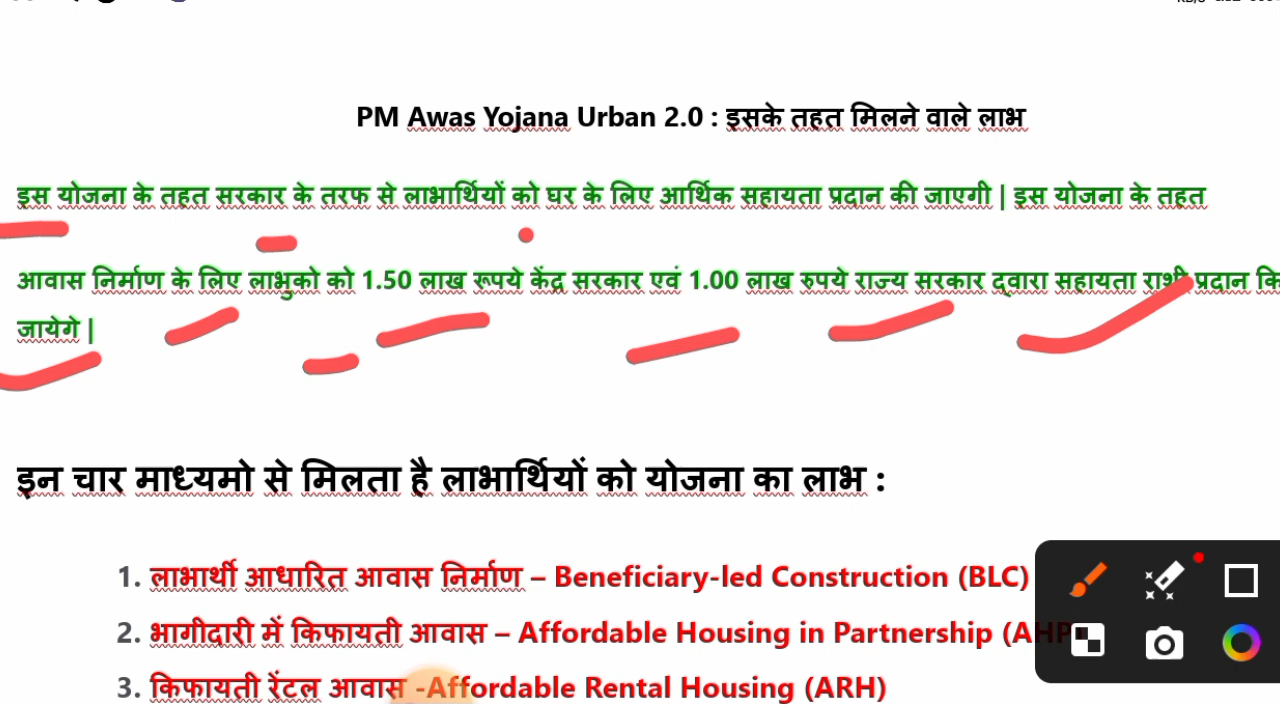 PM Awas Yojana Urban 2.0 : इसके तहत मिलने वाले लाभ
इस योजना के तहत सरकार के तरफ से लाभार्थियों को घर के लिए आर्थिक सहायता प्रदान की जाएगी | इस योजना के तहत
आवास निर्माण के लिए लाभुको को 1.50 लाख रूपये केंद्र सरकार एवं 1.00 लाख रुपये राज्य सरकार द्वारा सहायता राशी प्रदान कि
जायेगे |
इन चार माध्यमो से मिलता है लाभार्थियों को योजना का लाभ :
1. लाभार्थी आधारित आवास निर्माण – Beneficiary-led Construction (BLC)
2. भागीदारी में किफायती आवास – Affordable Housing in Partnership (AHP)
3. किफायती रेंटल आवास -Affordable Rental Housing (ARH)